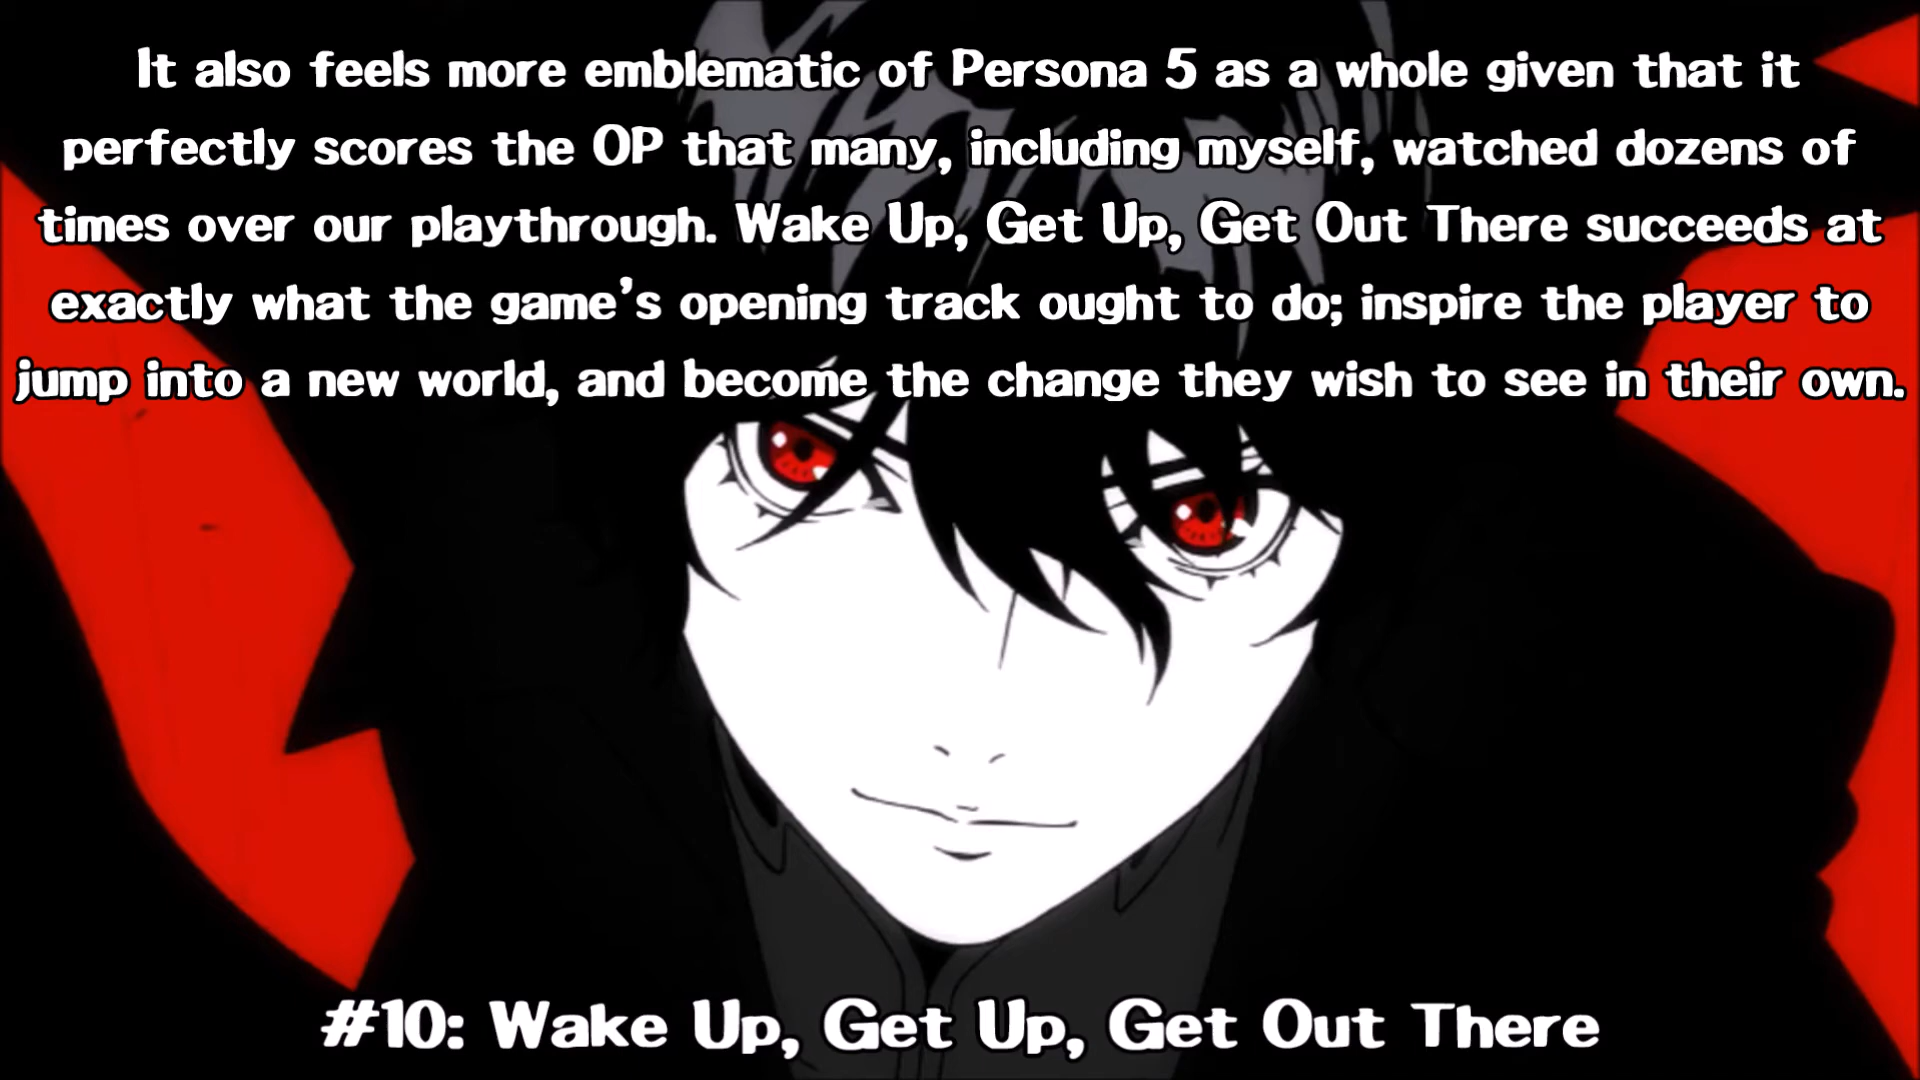 It also feels more emblematic of Persona 5 as a whole given that it
perfectly scores the OP that many, including myself, watched dozens of
times over our playthrough. Wake Up, Get Up, Get Out There succeeds at
exactly what the game’s opening track ought to do; inspire the player to
jump into a new world, and become the change they wish to see in their own.
#10: Wake Up, Get Up, Get Out There